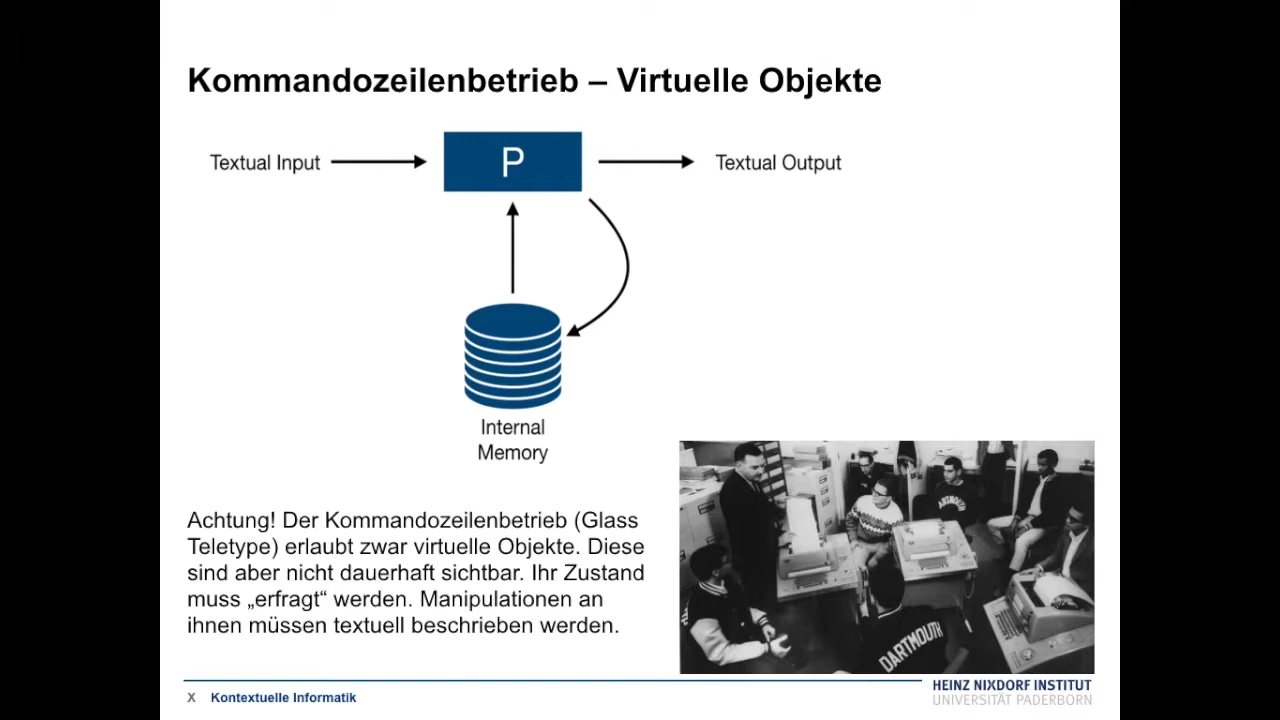 Kommandozeilenbetrieb – Virtuelle Objekte
Textual Input
P
Textual Output
Internal
Memory
Achtung! Der Kommandozeilenbetrieb (Glass
Teletype) erlaubt zwar virtuelle Objekte. Diese
sind aber nicht dauerhaft sichtbar. Ihr Zustand
muss „erfragt“ werden. Manipulationen an
ihnen müssen textuell beschrieben werden.
DARTMOUTH
DARTMOUTH
X Kontextuelle Informatik
HEINZ NIXDORF INSTITUT
UNIVERSITÄT PADERBORN